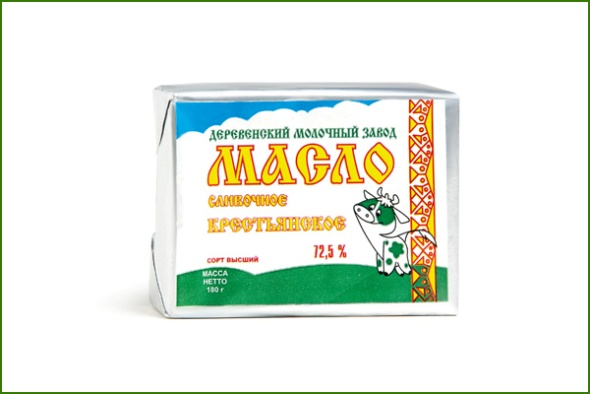 ДЕРЕВЕНСКИЙ МОЛОЧНЫЙ ЗАВОД
МАСЛО
СЛИВОЧНОЕ
КРЕСТЬЯНСКОЕ
72,5 %
СОРТ ВЫСШИЙ
МАССА
НЕТТО
180 г